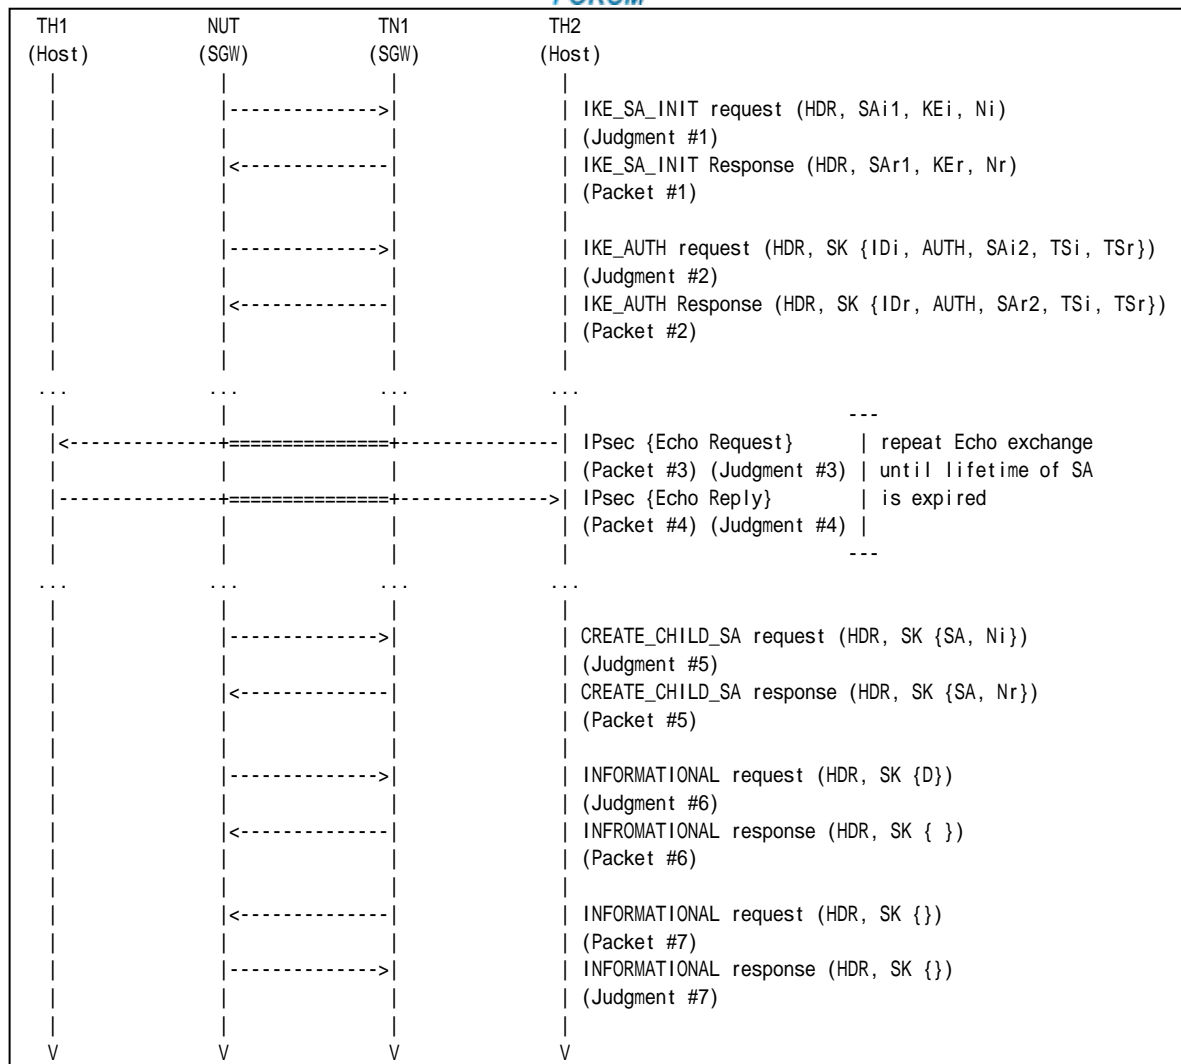 FORUM
TH1 NUT TN1 TH2
(Host) (SGW) (SGW) (Host)
| | | |
| |-------------->| | IKE_SA_INIT request (HDR, SAi1, KEi, Ni)
| | | | (Judgment #1)
| |<--------------| | IKE_SA_INIT Response (HDR, SAr1, KEr, Nr)
| | | | (Packet #1)
| | | |
| |-------------->| | IKE_AUTH request (HDR, SK {IDi, AUTH, SAi2, TSi, TSr})
| | | | (Judgment #2)
| |<--------------| | IKE_AUTH Response (HDR, SK {IDr, AUTH, SAr2, TSi, TSr})
| | | | (Packet #2)
| | | |
... ... ... ...
| | | | ---
|<---------------+===============+---------------| IPsec {Echo Request} | repeat Echo exchange
| | | | (Packet #3) (Judgment #3) | until lifetime of SA
|---------------+===============+-------------->| IPsec {Echo Reply} | is expired
| | | | (Packet #4) (Judgment #4) |
| | | | ---
... ... ... ...
| | | |
| |-------------->| | CREATE_CHILD_SA request (HDR, SK {SA, Ni})
| | | | (Judgment #5)
| |<--------------| | CREATE_CHILD_SA response (HDR, SK {SA, Nr})
| | | | (Packet #5)
| | | |
| |-------------->| | INFORMATIONAL request (HDR, SK {D})
| | | | (Judgment #6)
| |<--------------| | INFROMATIONAL response (HDR, SK { })
| | | | (Packet #6)
| | | |
| |<--------------| | INFORMATIONAL request (HDR, SK {})
| | | | (Packet #7)
| |-------------->| | INFORMATIONAL response (HDR, SK {})
| | | | (Judgment #7)
| | | |
V V V V